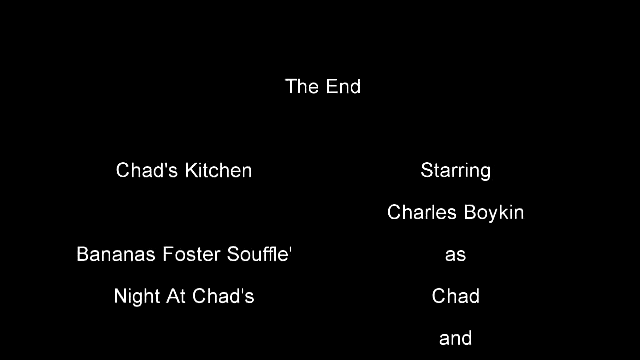 The End
Chad's Kitchen
Starring
Charles Boykin
Bananas Foster Souffle'
as
Night At Chad's
Chad
and